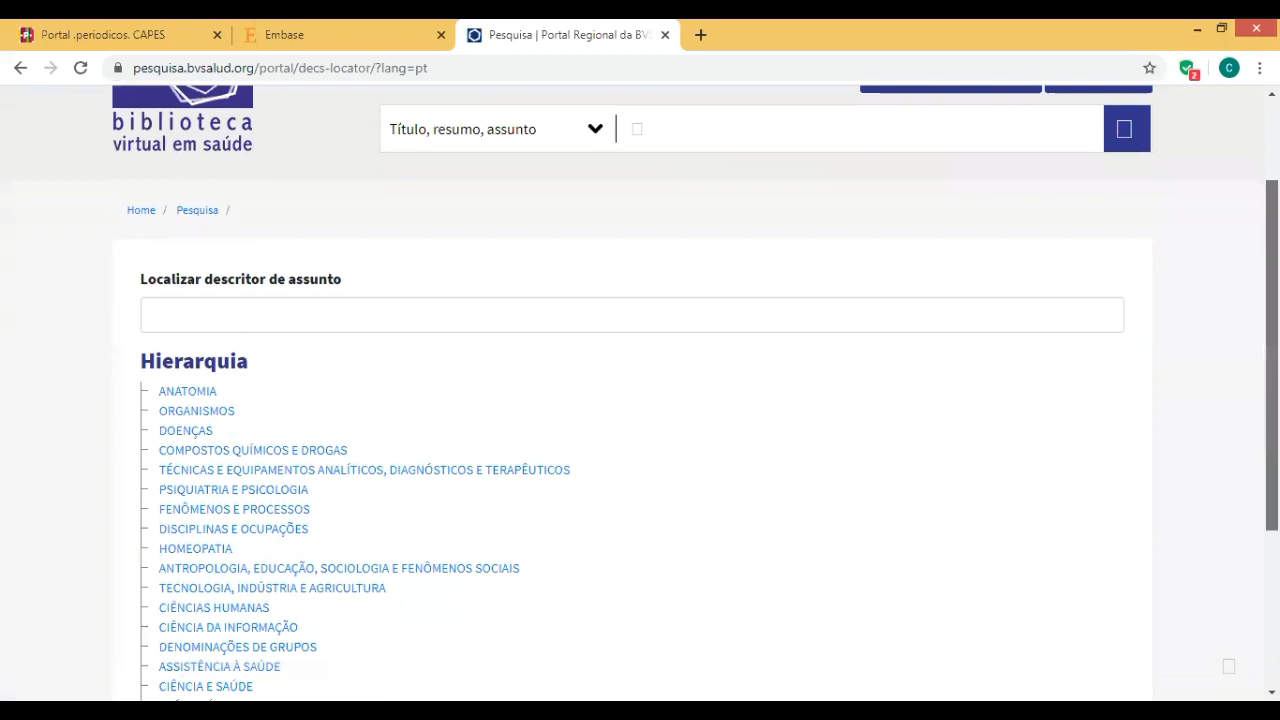 Portal .periodicos. CAPES
Embase
Pesquisa | Portal Regional da BVS
pesquisa.bvsalud.org/portal/decs-locator/?lang=pt
2
C
biblioteca
virtual em saúde
Título, resumo, assunto
Home / Pesquisa /
Localizar descritor de assunto
Hierarquia
ANATOMIA
ORGANISMOS
DOENÇAS
COMPOSTOS QUÍMICOS E DROGAS
TÉCNICAS E EQUIPAMENTOS ANALÍTICOS, DIAGNÓSTICOS E TERAPÊUTICOS
PSIQUIATRIA E PSICOLOGIA
FENÔMENOS E PROCESSOS
DISCIPLINAS E OCUPAÇÕES
HOMEOPATIA
ANTROPOLOGIA, EDUCAÇÃO, SOCIOLOGIA E FENÔMENOS SOCIAIS
TECNOLOGIA, INDÚSTRIA E AGRICULTURA
CIÊNCIAS HUMANAS
CIÊNCIA DA INFORMAÇÃO
DENOMINAÇÕES DE GRUPOS
ASSISTÊNCIA À SAÚDE
CIÊNCIA E SAÚDE